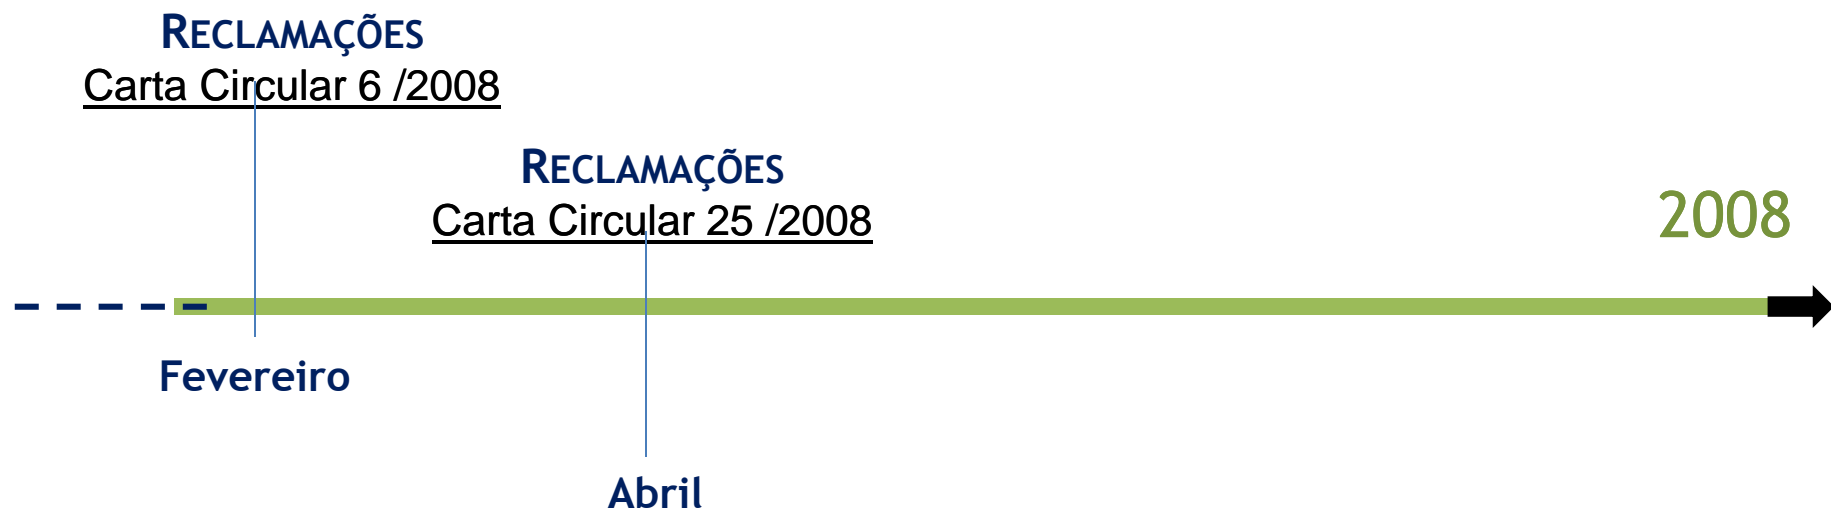 RECLAMAÇÕES
Carta Circular 6 /2008
RECLAMAÇÕES
Carta Circular 25 /2008
2008
Fevereiro
Abril